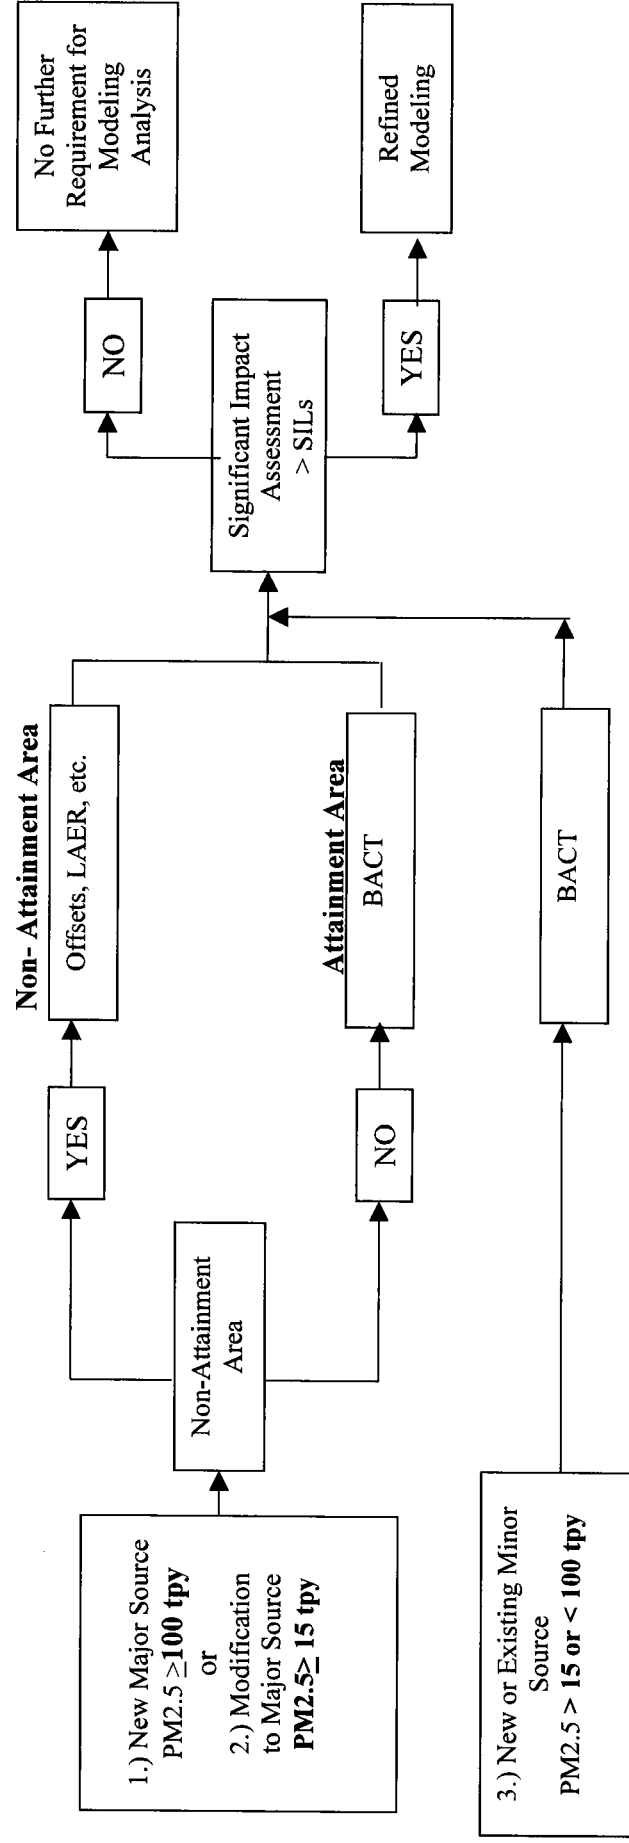 1.) New Major Source
PM2.5 ≥100 tpy
or
2.) Modification
to Major Source
PM2.5≥ 15 tpy
Non-Attainment
Area
YES
NO
Non- Attainment Area
Offsets, LAER, etc.
Attainment Area
BACT
3.) New or Existing Minor
Source
PM2.5 > 15 or < 100 tpy
BACT
Significant Impact
Assessment
> SILs
NO
YES
No Further
Requirement for
Modeling
Analysis
Refined
Modeling